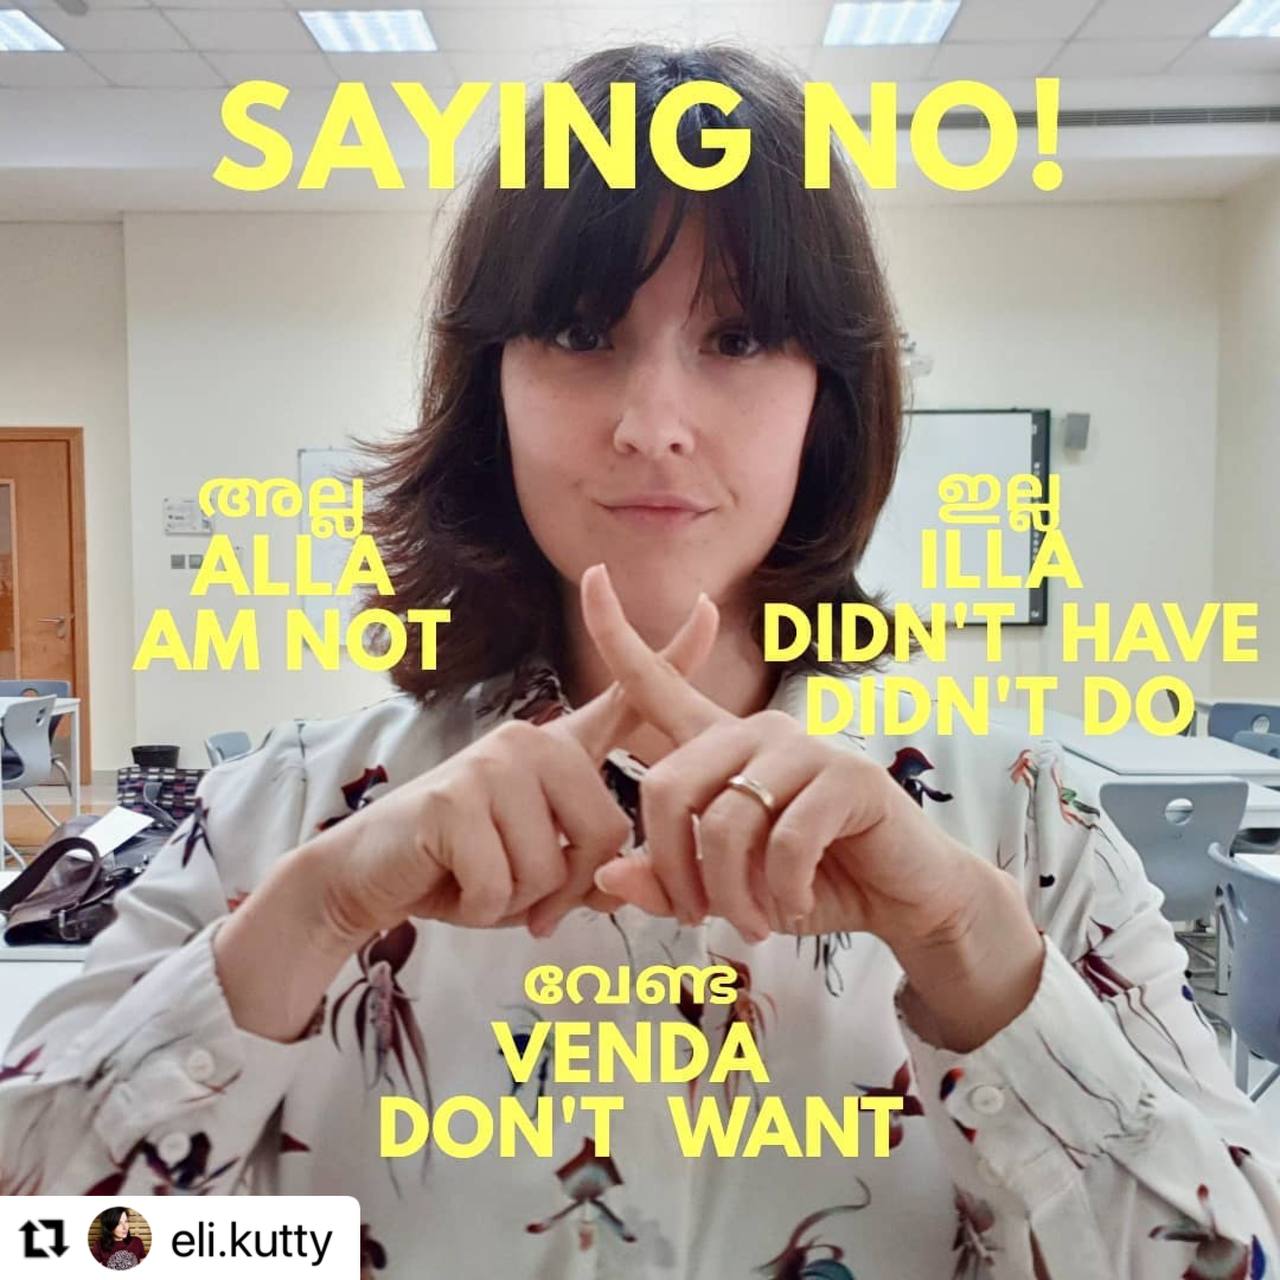 SAYING NO!
അല്ല
ALLA
AM NOT
ഇല്ല
ILLA
DIDN'T HAVE
DIDN'T DO
വേണ്ട
VENDA
DON'T WANT
eli.kutty